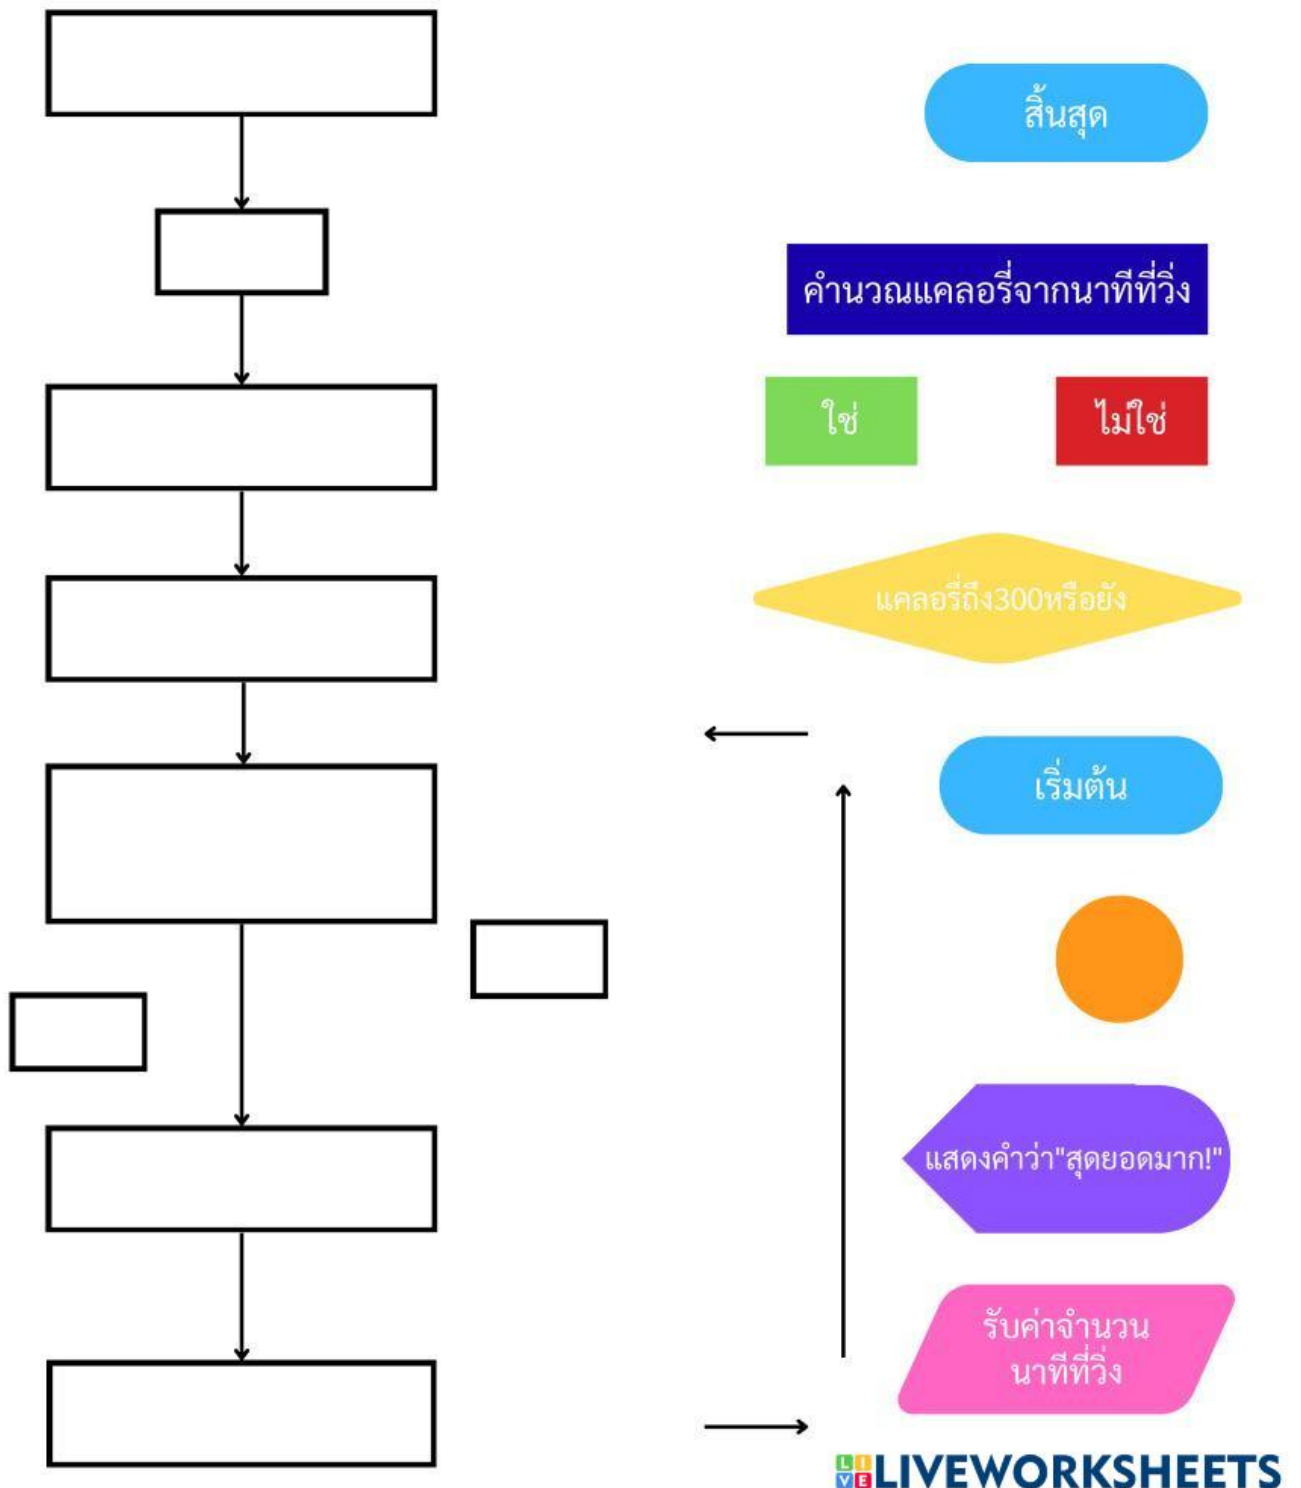 สิ้นสุด
คำนวณแคลอรี่จากนาทีที่วิ่ง
ใช่
ไม่ใช่
แคลอรี่ถึง300หรือยัง
เริ่มต้น
แสดงคำว่า"สุดยอดมาก!"
รับค่าจำนวน
นาทีที่วิ่ง
LIVE LIVEWORKSHEETS